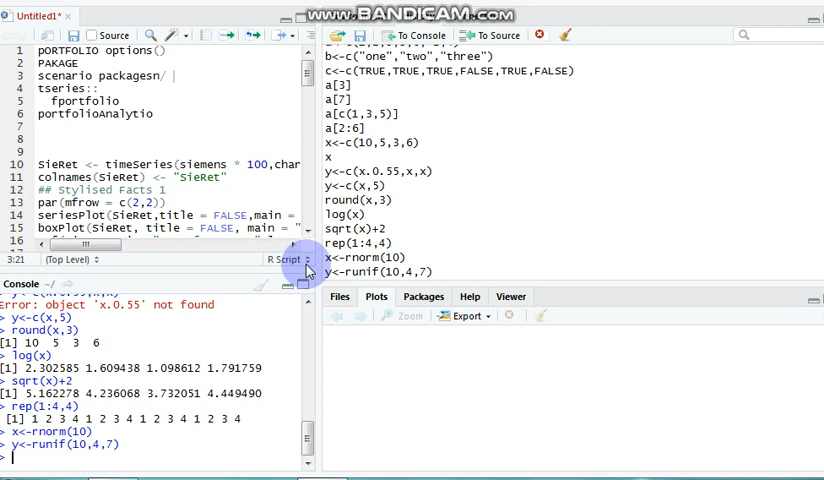 www.BANDICAM.com
Untitled1*
Source
1 pORTFOLIO options()
2 PAKAGE
3 scenario packagesn/
4 tseries::
5 fportfolio
6 portfolioAnalytio
7
8
9
10 SieRet <- timeSeries(siemens * 100,char
11 colnames(SieRet) <- "SieRet"
12 ## Stylised Facts 1
13 par(mfrow = c(2,2))
14 seriesPlot(SieRet,title = FALSE,main =
15 boxPlot(SieRet, title = FALSE, main = "
16
3:21 (Top Level) R Script
Console ~/
Error: object 'x.0.55' not found
> y<-c(x,5)
> round(x,3)
[1] 10 5 3 6
> log(x)
[1] 2.302585 1.609438 1.098612 1.791759
> sqrt(x)+2
[1] 5.162278 4.236068 3.732051 4.449490
> rep(1:4,4)
[1] 1 2 3 4 1 2 3 4 1 2 3 4 1 2 3 4
> x<-rnorm(10)
> y<-runif(10,4,7)
>
To Console To Source
b<-c("one","two","three")
c<-c(TRUE,TRUE,TRUE,FALSE,TRUE,FALSE)
a[3]
a[7]
a[c(1,3,5)]
a[2:6]
x<-c(10,5,3,6)
x
y<-c(x.0.55,x,x)
y<-c(x,5)
round(x,3)
log(x)
sqrt(x)+2
rep(1:4,4)
x<-rnorm(10)
y<-runif(10,4,7)
Files Plots Packages Help Viewer
Zoom Export